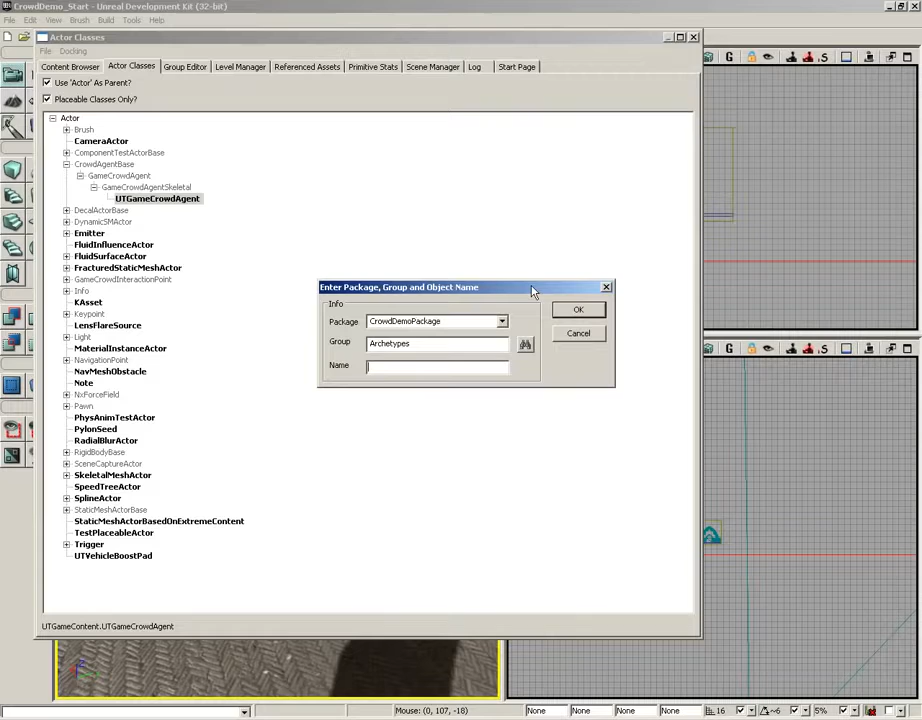 CrowdDemo_Start - Unreal Development Kit (32-bit)
File Edit View Brush Build Tools Help
Actor Classes
File Docking
Content Browser Actor Classes Group Editor Level Manager Referenced Assets Primitive Stats Scene Manager Log Start Page
Use 'Actor' As Parent?
Placeable Classes Only?
Actor
Brush
CameraActor
ComponentTestActorBase
CrowdAgentBase
GameCrowdAgent
GameCrowdAgentSkeletal
UTGameCrowdAgent
DecalActorBase
DynamicSMActor
Emitter
FluidInfluenceActor
FluidSurfaceActor
FracturedStaticMeshActor
GameCrowdInteractionPoint
Info
KAsset
Keypoint
LensFlareSource
Light
MaterialInstanceActor
NavigationPoint
NavMeshObstacle
Note
NxForceField
Pawn
PhysAnimTestActor
PylonSeed
RadialBlurActor
RigidBodyBase
SceneCaptureActor
SkeletalMeshActor
SpeedTreeActor
SplineActor
StaticMeshActorBase
StaticMeshActorBasedOnExtremeContent
TestPlaceableActor
Trigger
UTVehicleBoostPad
Enter Package, Group and Object Name
Info
Package CrowdDemoPackage
Group Archetypes
Name
OK
Cancel
UTGameContent.UTGameCrowdAgent
G S
G S
Z
Mouse: (0, 107, -18) None None None None 16 ~6 5%